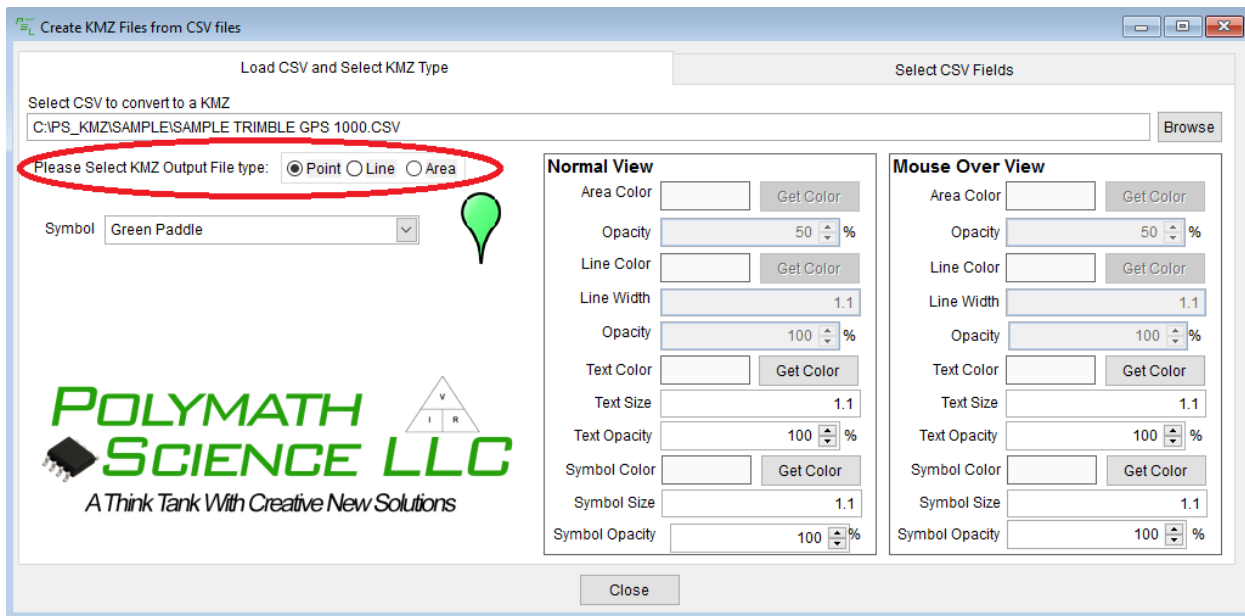 Create KMZ Files from CSV files
Load CSV and Select KMZ Type
Select CSV Fields
Select CSV to convert to a KMZ
C:\PS_KMZ\SAMPLE\SAMPLE TRIMBLE GPS 1000.CSV
Browse
Please Select KMZ Output File type: Point Line Area
Symbol Green Paddle
POLYMATH
V
I R
SCIENCE LLC
A Think Tank With Creative New Solutions
Normal View
Area Color Get Color
Opacity 50 %
Line Color Get Color
Line Width 1.1
Opacity 100 %
Text Color Get Color
Text Size 1.1
Text Opacity 100 %
Symbol Color Get Color
Symbol Size 1.1
Symbol Opacity 100 %
Mouse Over View
Area Color Get Color
Opacity 50 %
Line Color Get Color
Line Width 1.1
Opacity 100 %
Text Color Get Color
Text Size 1.1
Text Opacity 100 %
Symbol Color Get Color
Symbol Size 1.1
Symbol Opacity 100 %
Close